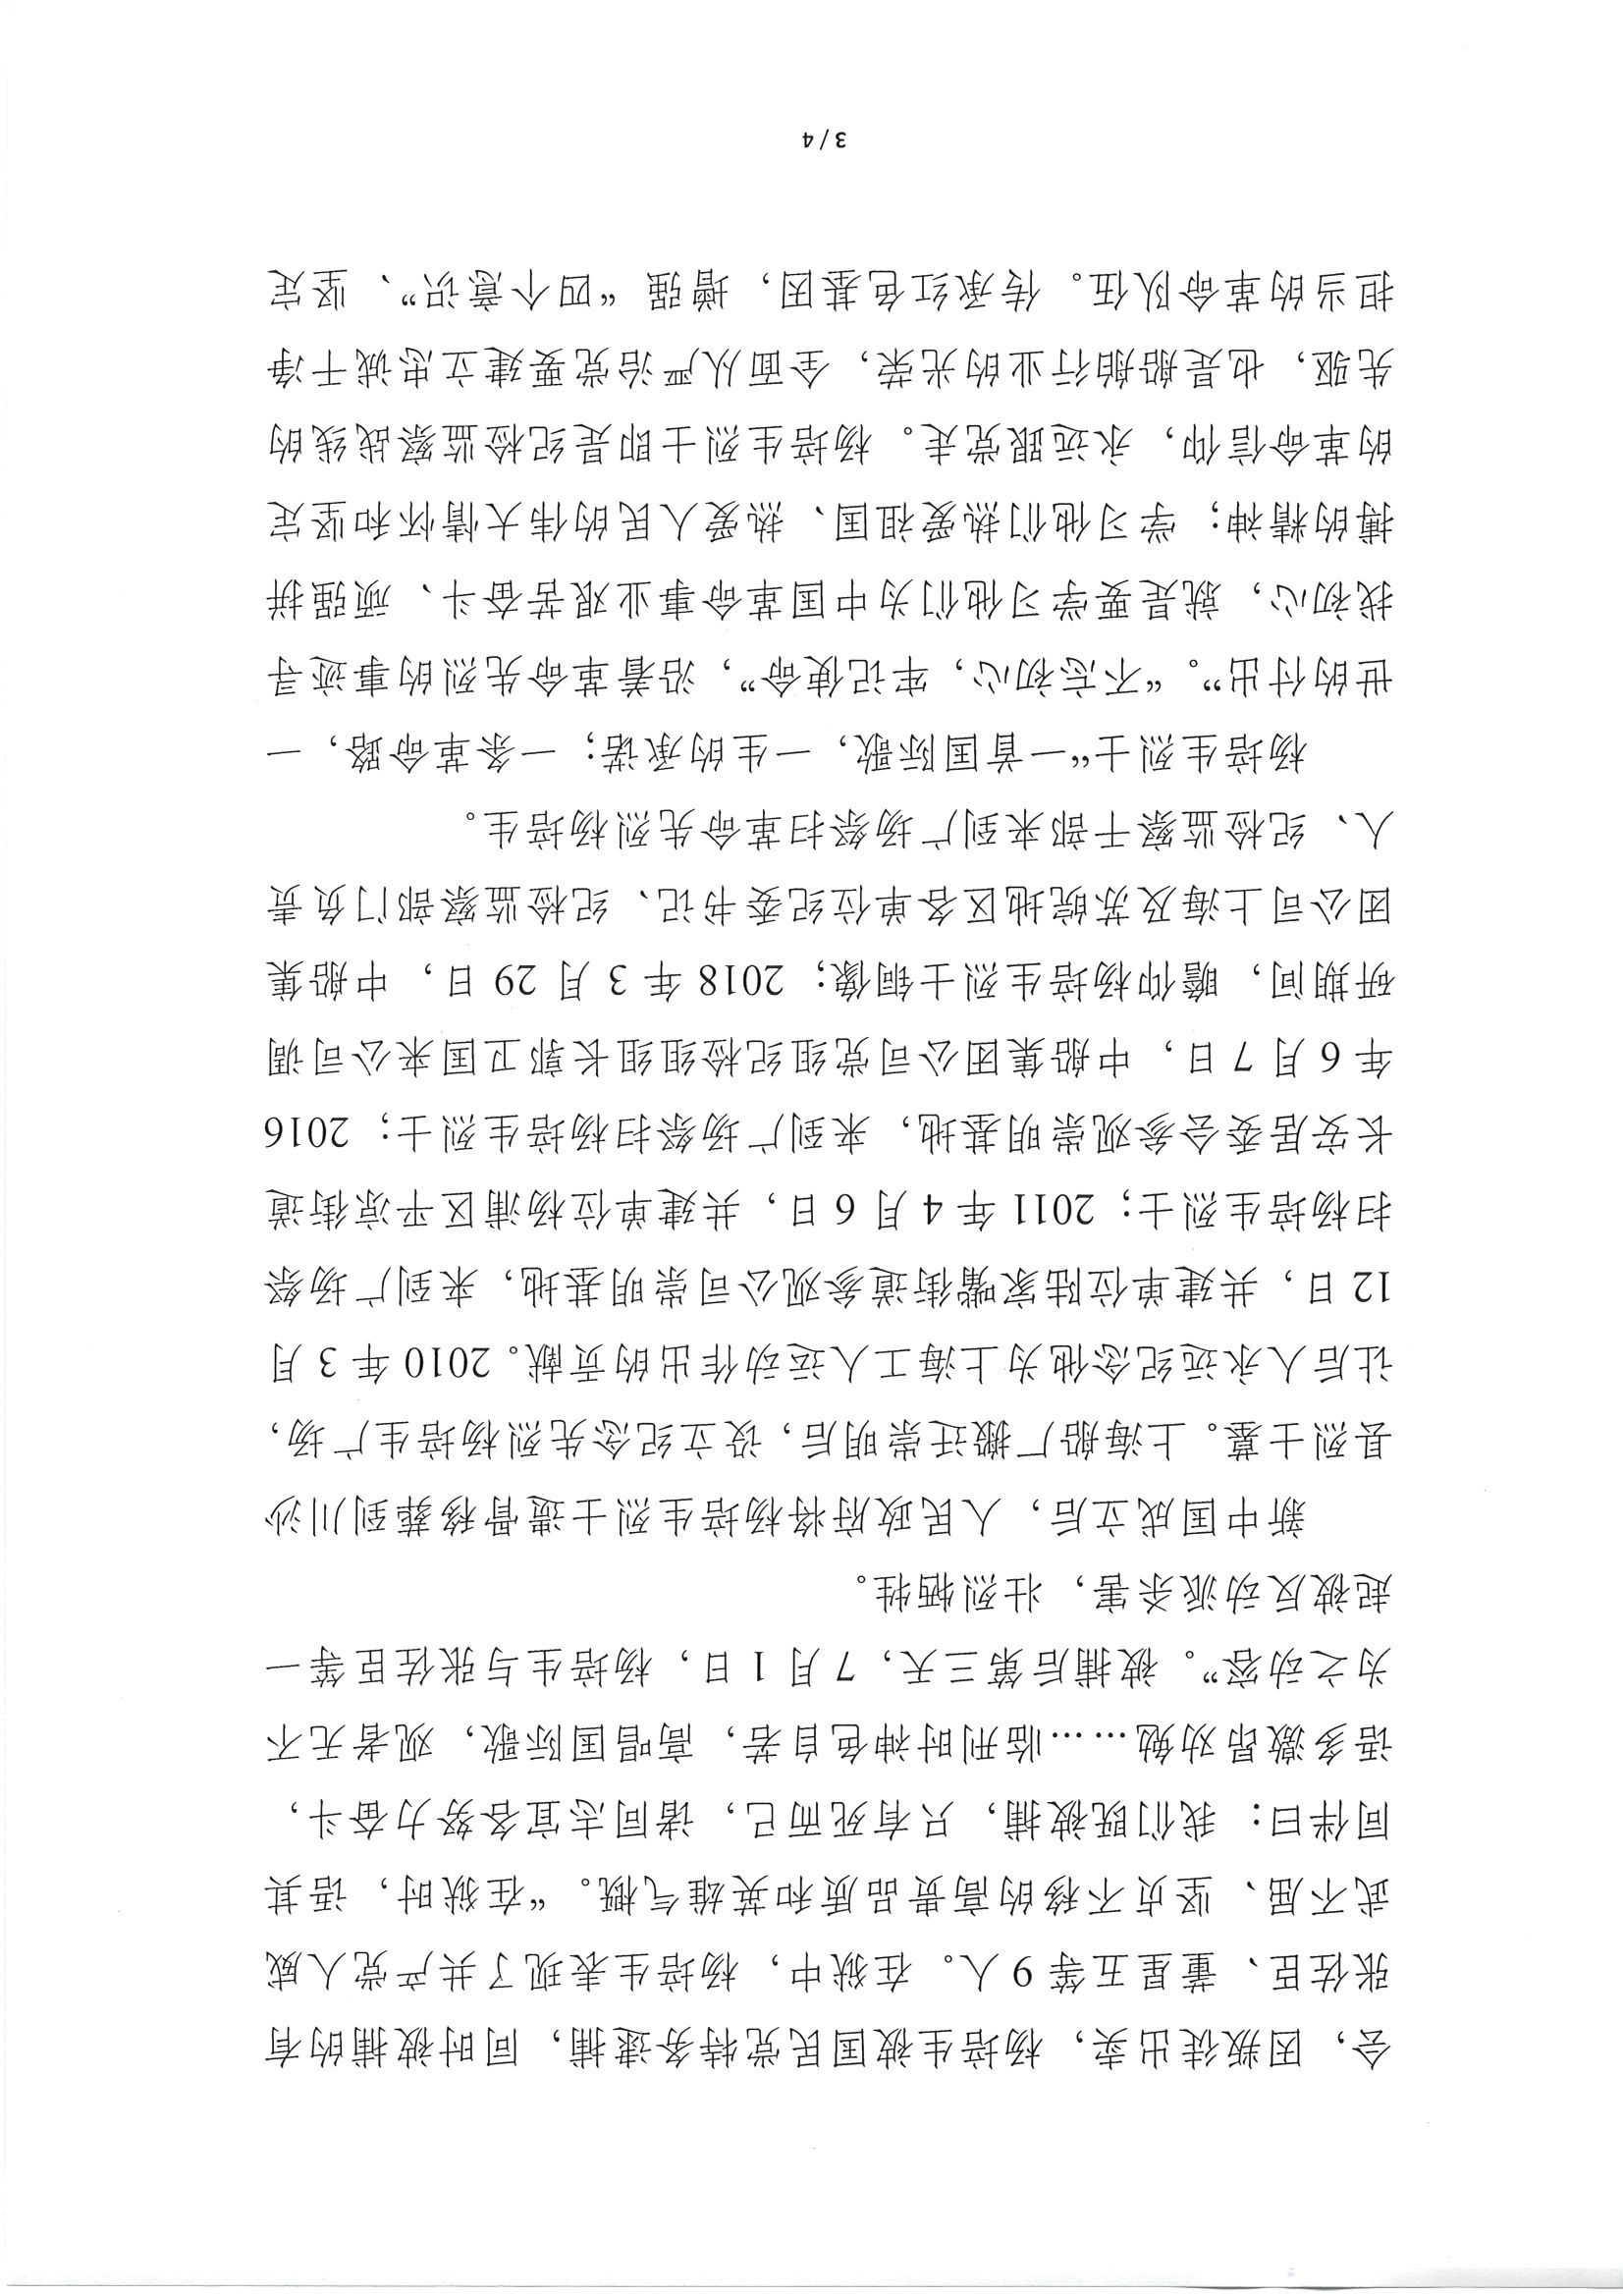 会，因叛徒出卖，杨培生被国民党特务逮捕，同时被捕的有
张佐臣、董星五等 9 人。在狱中，杨培生表现了共产党人威
武不屈、坚贞不移的高贵品质和英雄气概。“在狱时，语其
同伴曰：我们既被捕，只有死而已，诸同志宜各努力奋斗，
语多激昂劝勉……临刑时神色自若，高唱国际歌，观者无不
为之动容”。被捕后第三天，7 月 1 日，杨培生与张佐臣等一
起被反动派杀害，壮烈牺牲。
新中国成立后，人民政府将杨培生烈士遗骨移葬到川沙
县烈士墓。上海船厂搬迁崇明后，设立纪念先烈杨培生广场，
让后人永远纪念他为上海工人运动作出的贡献。2010 年 3 月
12 日，共建单位陆家嘴街道参观公司崇明基地，来到广场祭
扫杨培生烈士；2011 年 4 月 6 日，共建单位杨浦区平凉街道
长安居委会参观崇明基地，来到广场祭扫杨培生烈士；2016
年 6 月 7 日，中船集团公司党组纪检组组长郭卫国来公司调
研期间，瞻仰杨培生烈士铜像；2018 年 3 月 29 日，中船集
团公司上海及苏皖地区各单位纪委书记、纪检监察部门负责
人、纪检监察干部来到广场祭扫革命先烈杨培生。
杨培生烈士“一首国际歌，一生的承诺；一条革命路，一
世的付出”。“不忘初心，牢记使命”，沿着革命先烈的事迹寻
找初心，就是要学习他们为中国革命事业艰苦奋斗、顽强拼
搏的精神；学习他们热爱祖国、热爱人民的伟大情怀和坚定
的革命信仰，永远跟党走。杨培生烈士即是纪检监察战线的
先驱，也是船舶行业的光荣，全面从严治党要建立忠诚干净
担当的革命队伍。传承红色基因，增强“四个意识”、坚定
3 / 4